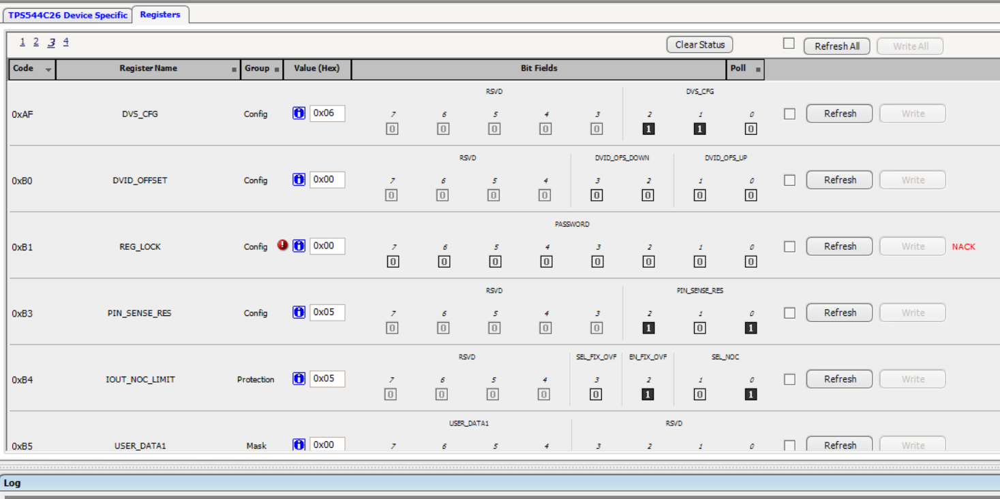 TPS544C26 Device Specific Registers
1 2 3 4 Clear Status Refresh All Write All
Code Register Name Group Value (Hex) Bit Fields Poll
RSVD DVS_CFG
0xAF DVS_CFG Config 0x06 7 6 5 4 3 2 1 0 Refresh Write
0 0 0 0 0 1 1 0
RSVD DVID_OFS_DOWN DVID_OFS_UP
0xB0 DVID_OFFSET Config 0x00 7 6 5 4 3 2 1 0 Refresh Write
0 0 0 0 0 0 0 0
PASSWORD
0xB1 REG_LOCK Config 0x00 7 6 5 4 3 2 1 0 Refresh Write NACK
0 0 0 0 0 0 0 0
RSVD PIN_SENSE_RES
0xB3 PIN_SENSE_RES Config 0x05 7 6 5 4 3 2 1 0 Refresh Write
0 0 0 0 0 1 0 1
RSVD SEL_FIX_OVF EN_FIX_OVF SEL_NOC
0xB4 IOUT_NOC_LIMIT Protection 0x05 7 6 5 4 3 2 1 0 Refresh Write
0 0 0 0 0 1 0 1
USER_DATA1 RSVD
0xB5 USER_DATA1 Mask 0x00 7 6 5 4 3 2 1 0 Refresh Write
Log